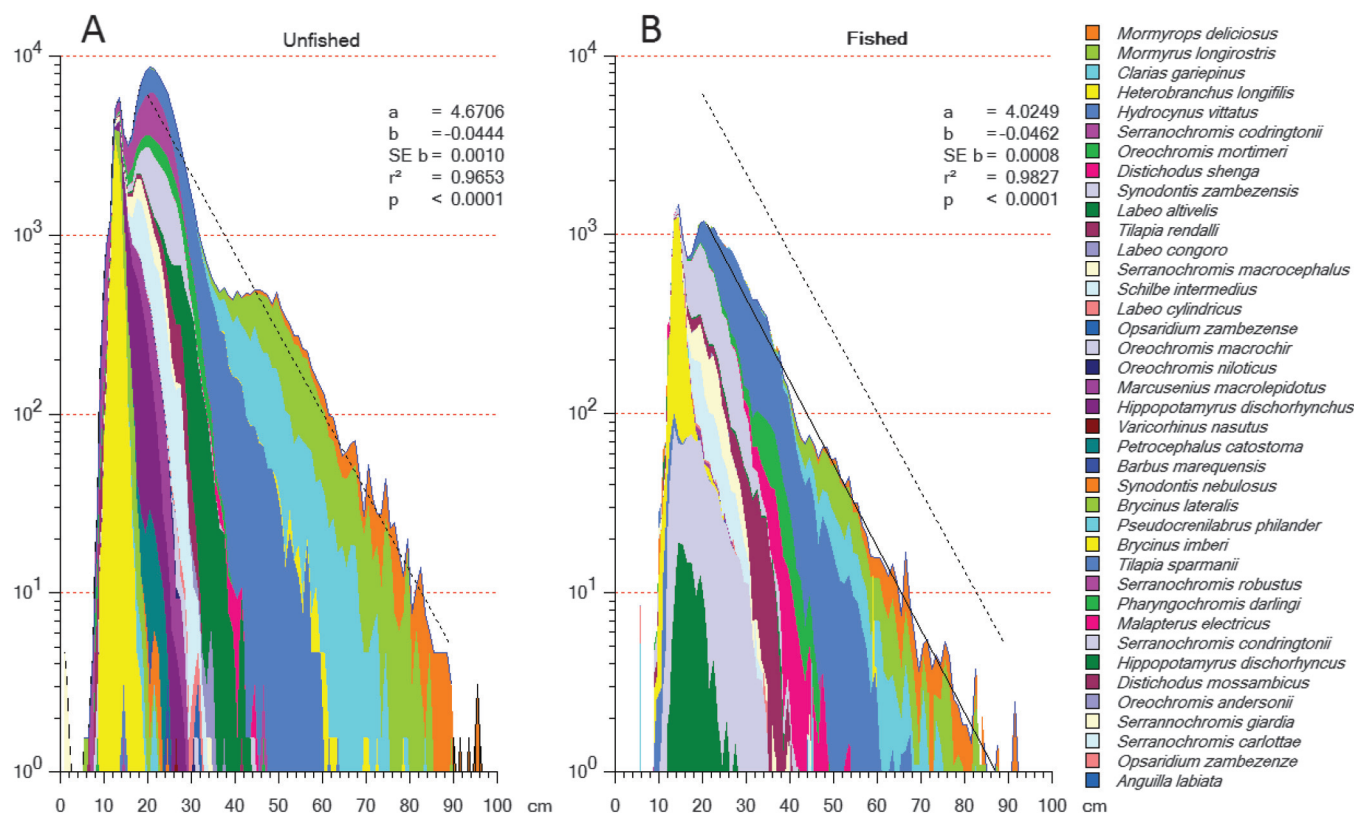 A
Unfished
10⁴
10³
10²
10¹
10⁰
a = 4.6706
b =-0.0444
SE b = 0.0010
r² = 0.9653
p < 0.0001
0 10 20 30 40 50 60 70 80 90 100 cm
B
Fished
10⁴
10³
10²
10¹
10⁰
a = 4.0249
b =-0.0462
SE b = 0.0008
r² = 0.9827
p < 0.0001
0 10 20 30 40 50 60 70 80 90 100 cm
Mormyrops deliciosus
Mormyrus longirostris
Clarias gariepinus
Heterobranchus longifilis
Hydrocynus vittatus
Serranochromis codringtonii
Oreochromis mortimeri
Distichodus shenga
Synodontis zambezensis
Labeo altivelis
Tilapia rendalli
Labeo congoro
Serranochromis macrocephalus
Schilbe intermedius
Labeo cylindricus
Opsaridium zambezense
Oreochromis macrochir
Oreochromis niloticus
Marcusenius macrolepidotus
Hippopotamyrus dischorhynchus
Varicorhinus nasutus
Petrocephalus catostoma
Barbus marequensis
Synodontis nebulosus
Brycinus lateralis
Pseudocrenilabrus philander
Brycinus imberi
Tilapia sparmanii
Serranochromis robustus
Pharyngochromis darlingi
Malapterus electricus
Serranochromis condringtonii
Hippopotamyrus dischorhyncus
Distichodus mossambicus
Oreochromis andersonii
Serrannochromis giardia
Serranochromis carlottae
Opsaridium zambezenze
Anguilla labiata